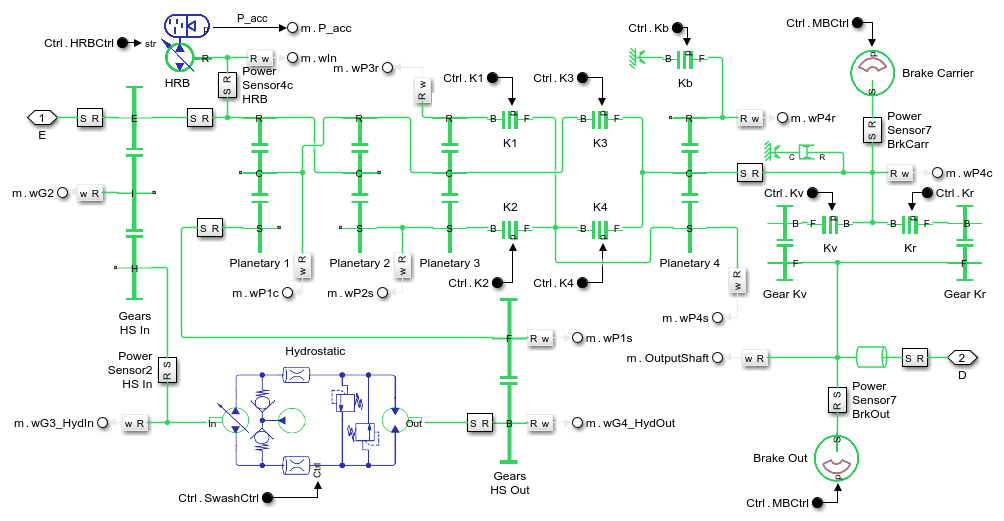 P_acc
m.P_acc
Ctrl.HRBCtrl
str
p
R
HRB
R w
m.wIn
S R
Power
Sensor4c
HRB
m.wP3r
R w
Ctrl.K1
Ctrl.K3
Ctrl.Kb
B
F
Kb
Ctrl.MBCtrl
p
S
Brake Carrier
1
E
S R
E
S R
R
R
R
B
F
K1
B
F
K3
R
R w
m.wP4r
S R
Power
Sensor7
BrkCarr
m.wG2
w R
I
C
C
C
C
S R
C
R
R w
m.wP4c
Ctrl.Kv
Ctrl.Kr
S R
S
S
S
K2
B
F
K4
B
F
S
B
F
B
Kv
B
F
B
Kr
H
Planetary 1
Planetary 2
Planetary 3
Planetary 4
F
F
w R
m.wP1c
w R
m.wP2s
Ctrl.K2
Ctrl.K4
w R
m.wP4s
Gear Kv
Gear Kr
Gears
HS In
F
R w
m.wP1s
Power
Sensor2
HS In
R S
Hydrostatic
m.OutputShaft
w R
S R
2
D
m.wG3_HydIn
w R
In
Out
S R
B
R w
m.wG4_HydOut
R S
Power
Sensor7
BrkOut
Ctrl
Gears
HS Out
S
p
Brake Out
Ctrl.SwashCtrl
Ctrl.MBCtrl